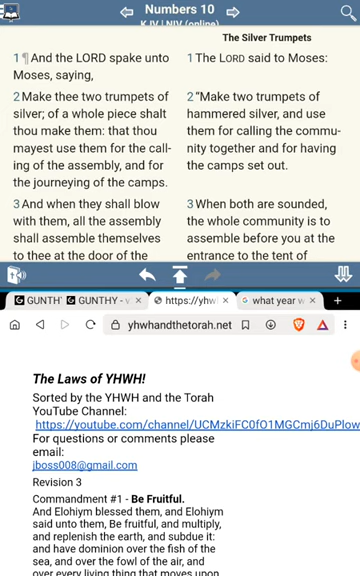 Numbers 10
KJV | NIV (online)
The Silver Trumpets
1 ¶ And the LORD spake unto
Moses, saying,
2 Make thee two trumpets of
silver; of a whole piece shalt
thou make them: that thou
mayest use them for the call-
ing of the assembly, and for
the journeying of the camps.
3 And when they shall blow
with them, all the assembly
shall assemble themselves
to thee at the door of the
1 The LORD said to Moses:
2 “Make two trumpets of
hammered silver, and use
them for calling the commu-
nity together and for having
the camps set out.
3 When both are sounded,
the whole community is to
assemble before you at the
entrance to the tent of
GUNTH
GUNTHY - v
https://yhw
what year w
yhwhandthetorah.net
The Laws of YHWH!
Sorted by the YHWH and the Torah
YouTube Channel:
https://youtube.com/channel/UCMzkiFC0fO1MGCmj6DuPlow
For questions or comments please
email:
jboss008@gmail.com
Revision 3
Commandment #1 - Be Fruitful.
And Elohiym blessed them, and Elohiym
said unto them, Be fruitful, and multiply,
and replenish the earth, and subdue it:
and have dominion over the fish of the
sea, and over the fowl of the air, and
over every living thing that moves upon